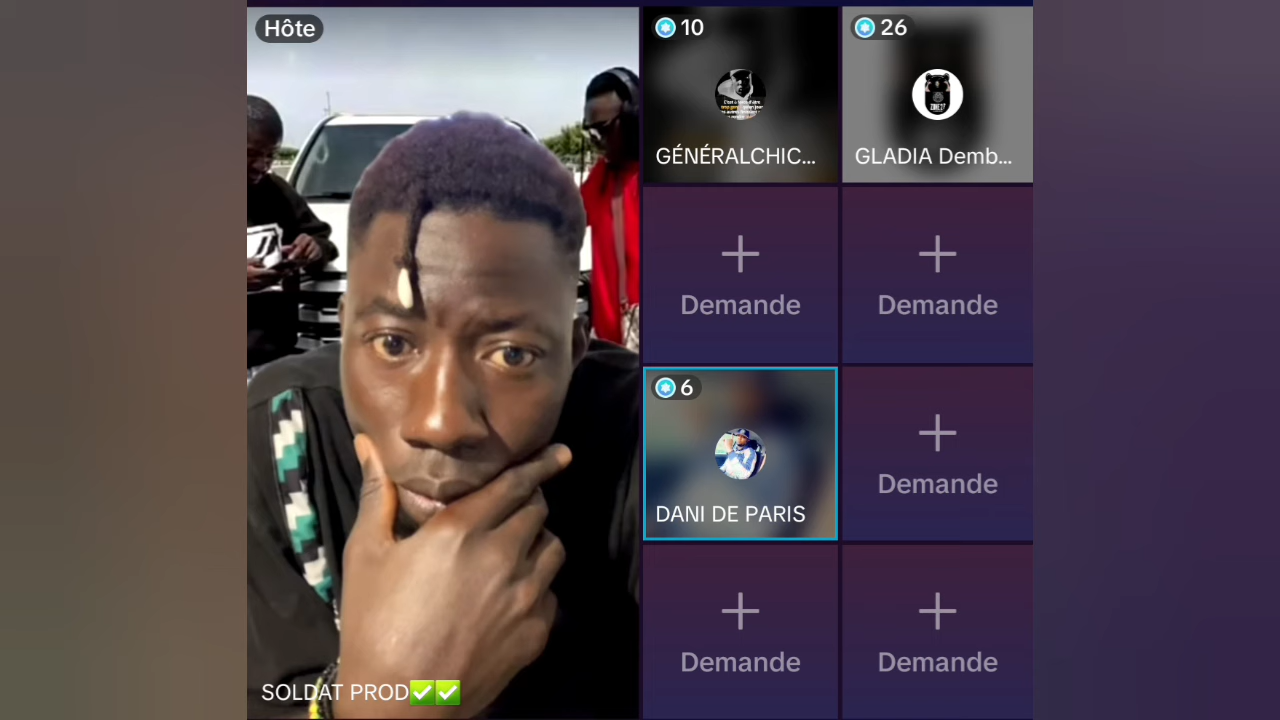 Hôte
10
26
GÉNÉRALCHIC...
GLADIA Demb...
Demande
Demande
6
DANI DE PARIS
Demande
Demande
Demande
SOLDAT PROD✅✅